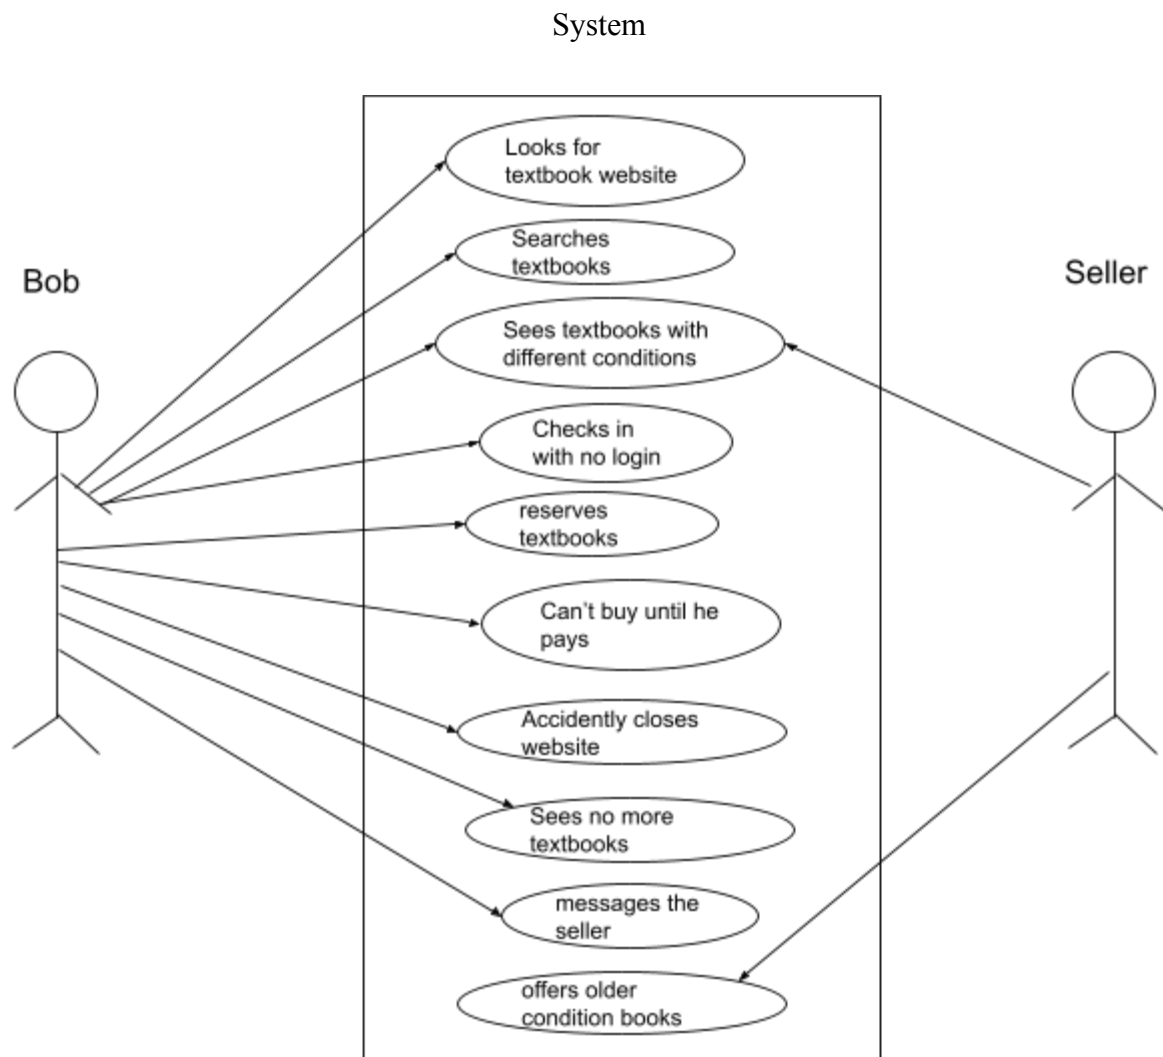 System
Looks for
textbook website
Searches
textbooks
Bob
Seller
Sees textbooks with
different conditions
Checks in
with no login
reserves
textbooks
Can't buy until he
pays
Accidently closes
website
Sees no more
textbooks
messages the
seller
offers older
condition books